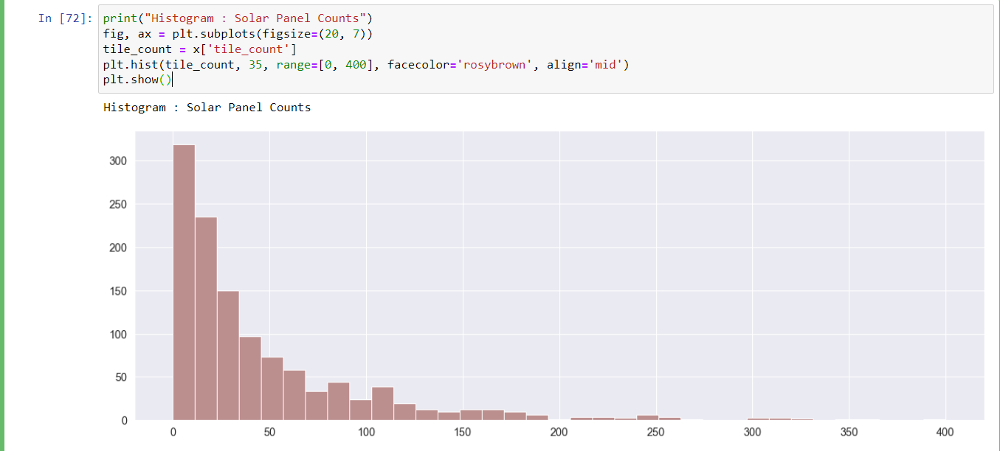 In [72]: print("Histogram : Solar Panel Counts")
fig, ax = plt.subplots(figsize=(20, 7))
tile_count = x['tile_count']
plt.hist(tile_count, 35, range=[0, 400], facecolor='rosybrown', align='mid')
plt.show()
Histogram : Solar Panel Counts
300
250
200
150
100
50
0
0 50 100 150 200 250 300 350 400